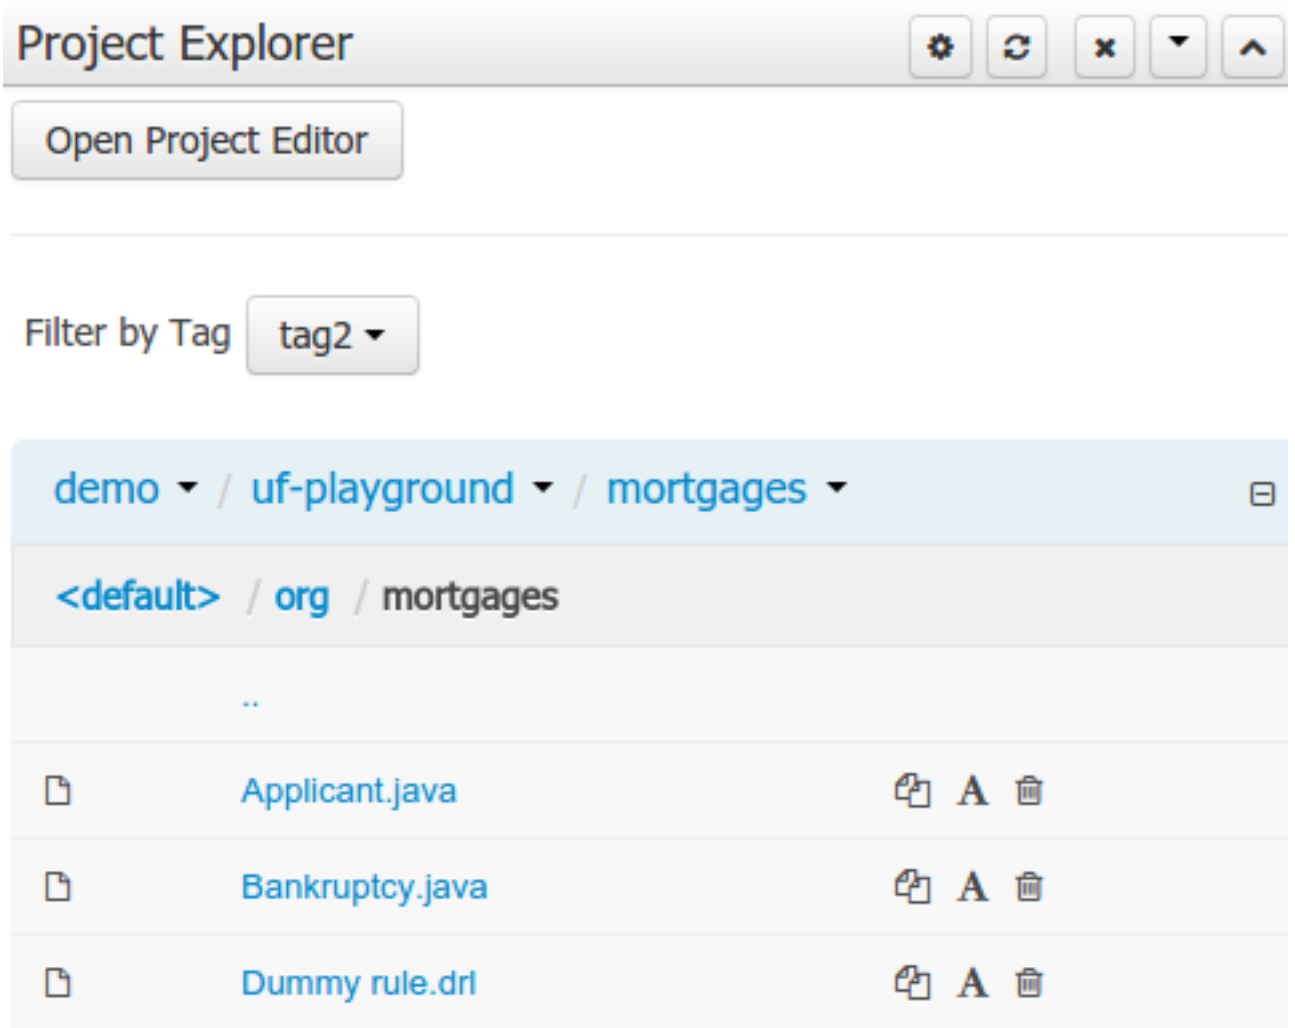 Project Explorer
Open Project Editor
Filter by Tag tag2
demo / uf-playground / mortgages
<default> / org / mortgages
..
Applicant.java
Bankruptcy.java
Dummy rule.drl